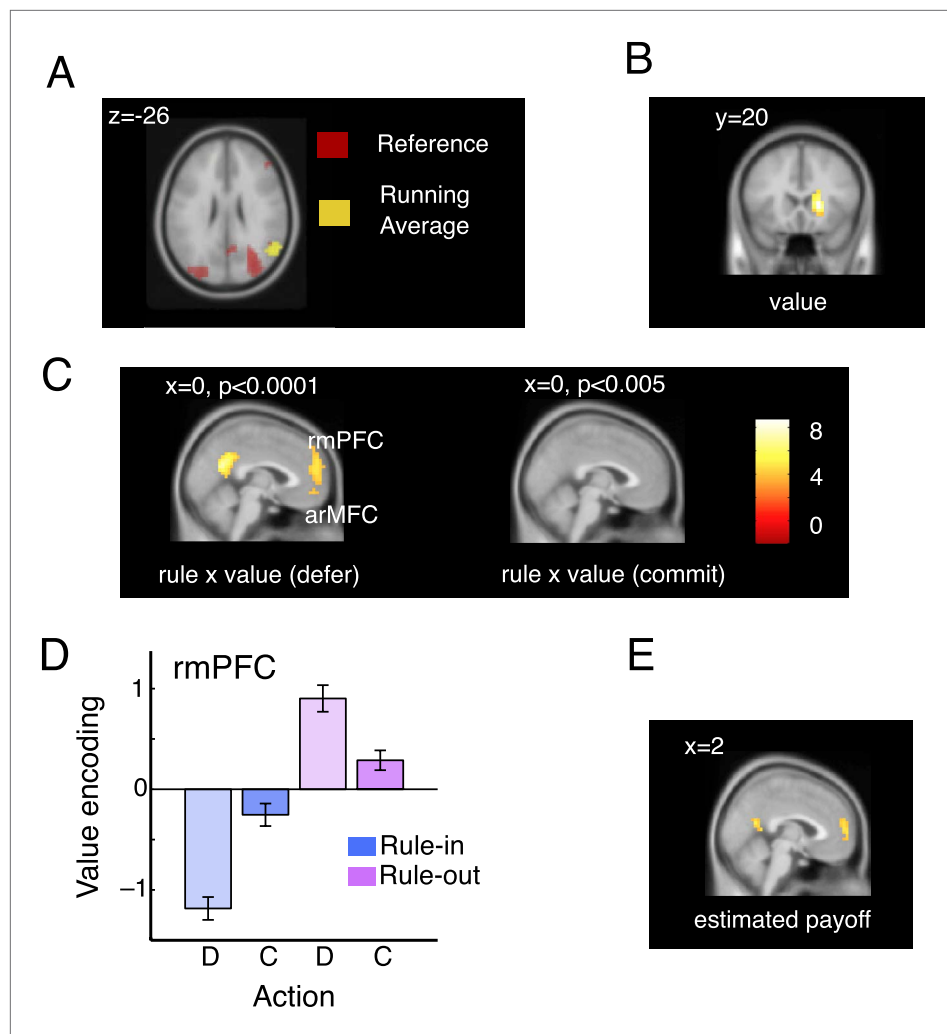 A
z=-26
Reference
Running
Average
B
y=20
value
C
x=0, p<0.0001
rmPFC
arMFC
rule x value (defer)
x=0, p<0.005
rule x value (commit)
8
4
0
D
rmPFC
Value encoding
1
0
−1
Rule-in
Rule-out
D C D C
Action
E
x=2
estimated payoff